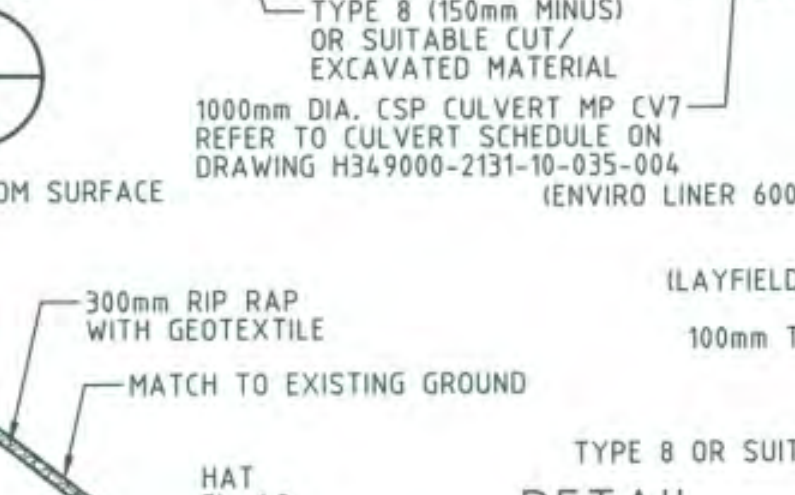 TYPE 8 (150mm MINUS)
OR SUITABLE CUT/
EXCAVATED MATERIAL
1000mm DIA. CSP CULVERT MP CV7
REFER TO CULVERT SCHEDULE ON
DRAWING H349000-2131-10-035-004
OM SURFACE
(ENVIRO LINER 600
(LAYFIELD
300mm RIP RAP
WITH GEOTEXTILE
100mm T
MATCH TO EXISTING GROUND
TYPE 8 OR SUIT
HAT